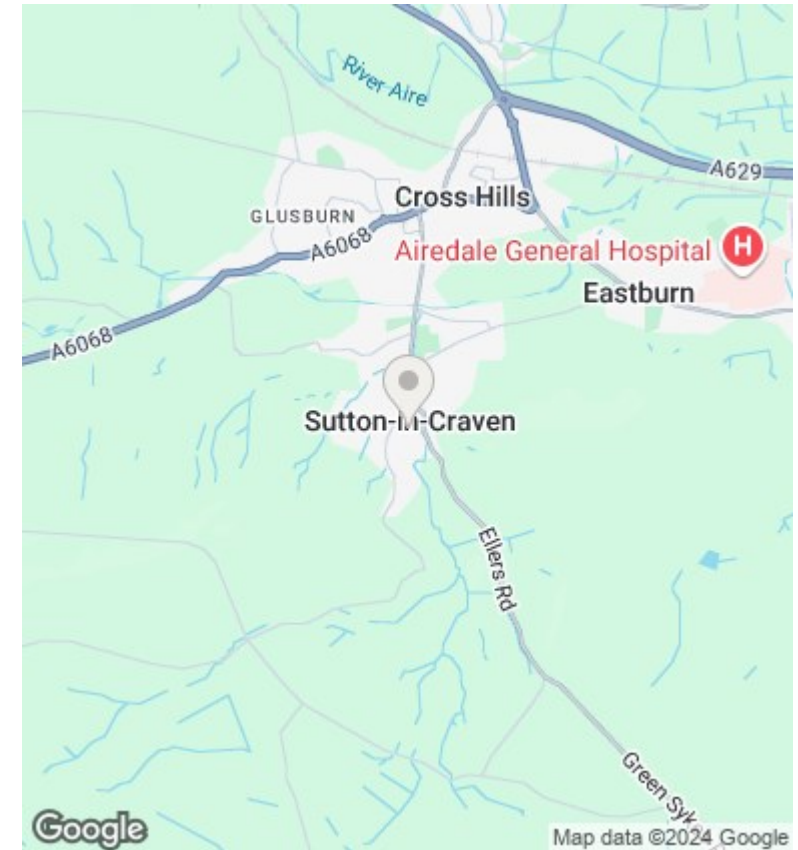 River Aire
A629
Cross Hills
GLUSBURN
A6068
Airedale General Hospital H
Eastburn
A6068
Sutton-in-Craven
Ellers Rd
Green
Google
Map data ©2024 Google